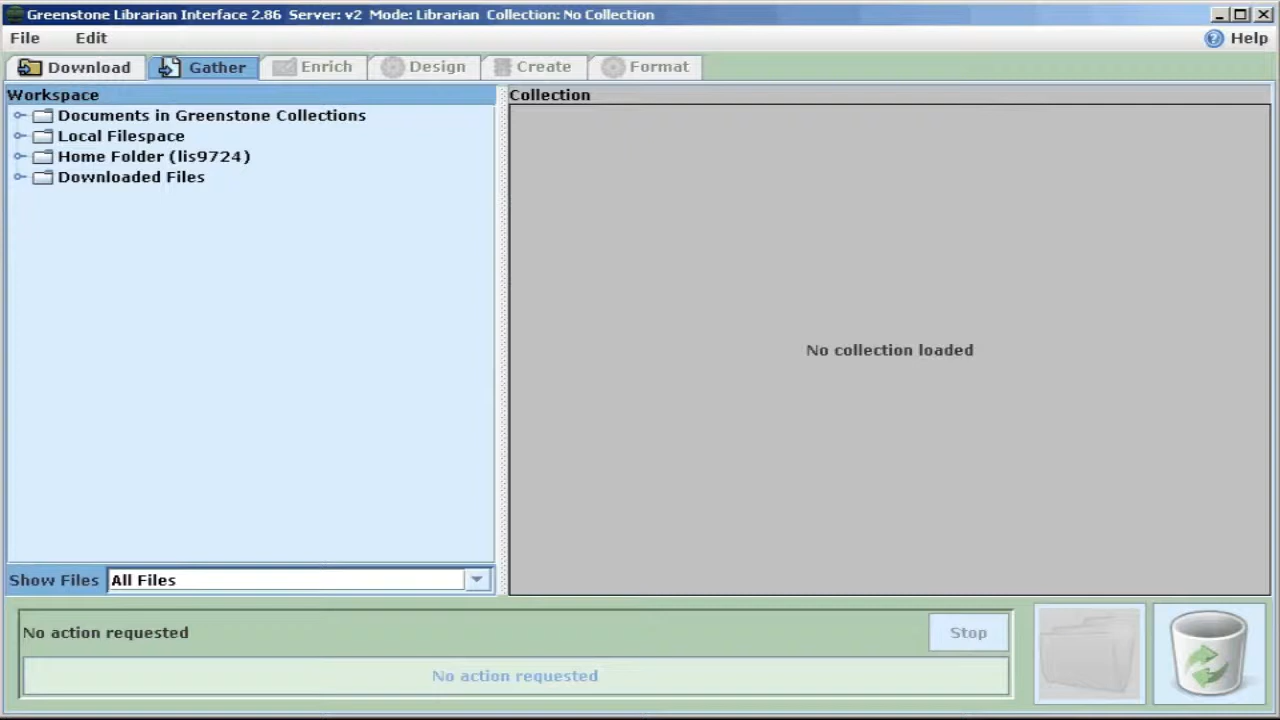 Greenstone Librarian Interface 2.86 Server: v2 Mode: Librarian Collection: No Collection
File Edit Help
Download Gather Enrich Design Create Format
Workspace
Documents in Greenstone Collections
Local Filespace
Home Folder (lis9724)
Downloaded Files
Show Files All Files
Collection
No collection loaded
No action requested Stop
No action requested